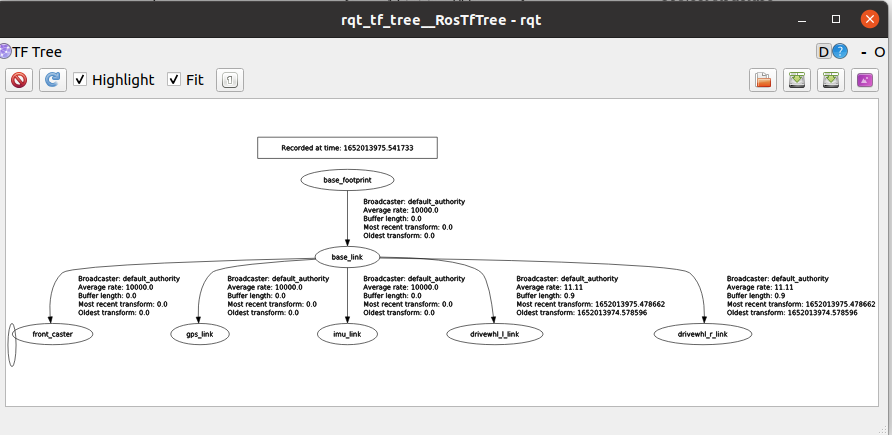 rqt_tf_tree__RosTfTree - rqt
TF Tree
D
- O
Highlight
Fit
1
Recorded at time: 1652013975.541733
base_footprint
Broadcaster: default_authority
Average rate: 10000.0
Buffer length: 0.0
Most recent transform: 0.0
Oldest transform: 0.0
base_link
Broadcaster: default_authority
Average rate: 10000.0
Buffer length: 0.0
Most recent transform: 0.0
Oldest transform: 0.0
Broadcaster: default_authority
Average rate: 10000.0
Buffer length: 0.0
Most recent transform: 0.0
Oldest transform: 0.0
Broadcaster: default_authority
Average rate: 10000.0
Buffer length: 0.0
Most recent transform: 0.0
Oldest transform: 0.0
Broadcaster: default_authority
Average rate: 11.11
Buffer length: 0.9
Most recent transform: 1652013975.478662
Oldest transform: 1652013974.578596
Broadcaster: default_authority
Average rate: 11.11
Buffer length: 0.9
Most recent transform: 1652013975.478662
Oldest transform: 1652013974.578596
front_caster
gps_link
imu_link
drivewhl_l_link
drivewhl_r_link